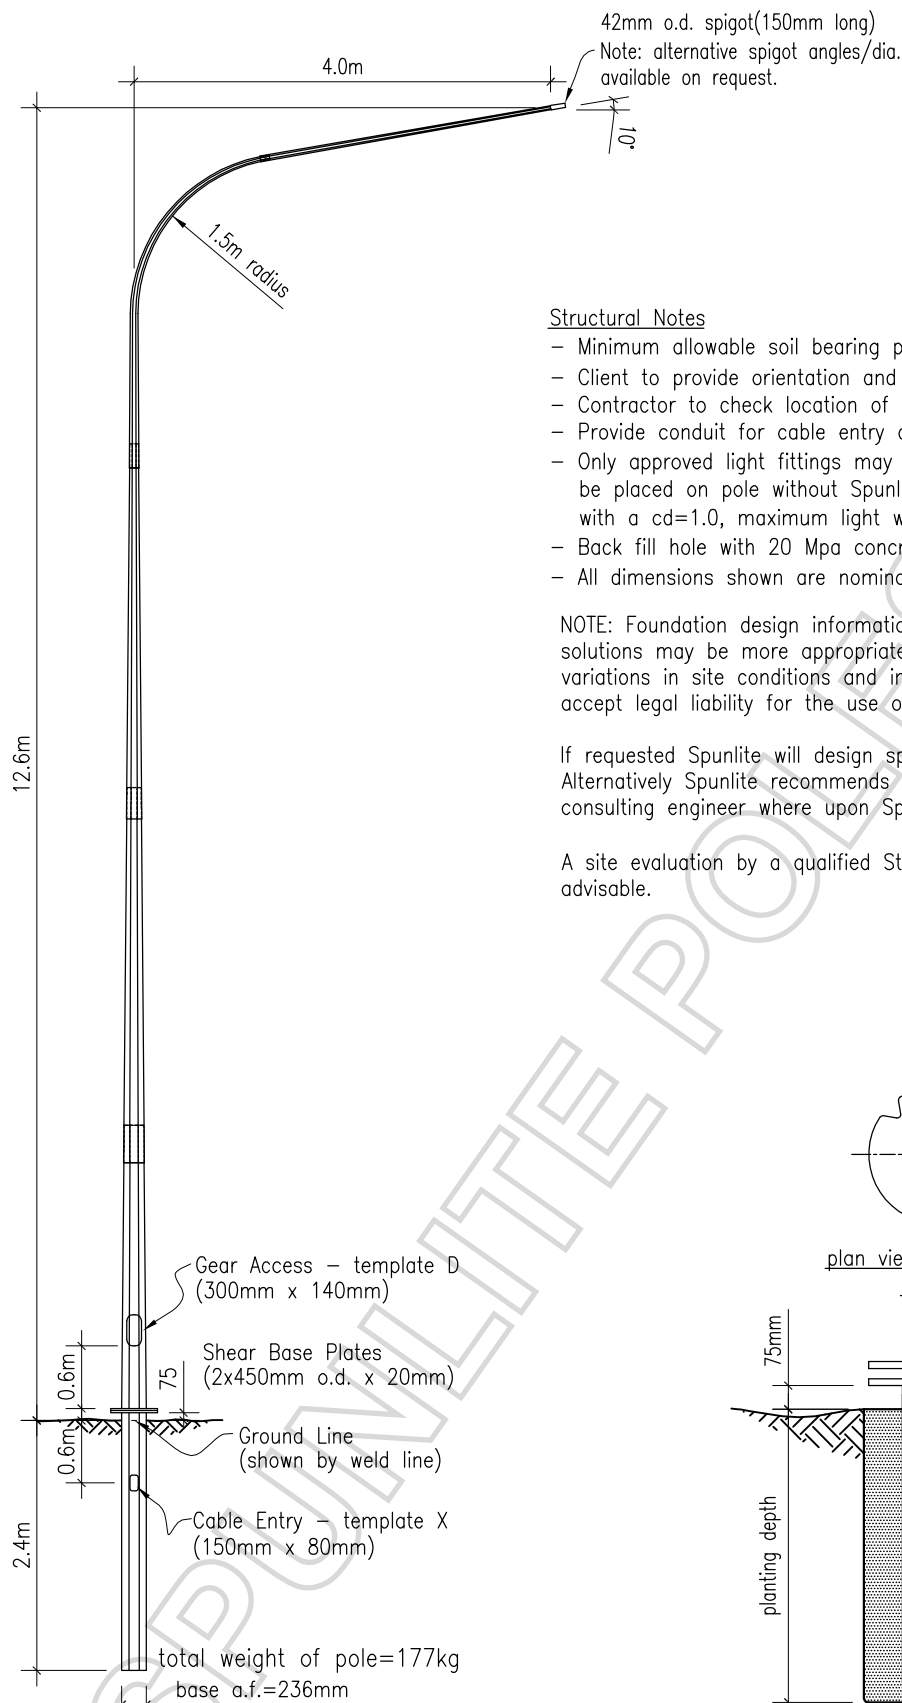 42mm o.d. spigot(150mm long)
Note: alternative spigot angles/dia.
available on request.
4.0m
10°
1.5m radius
Structural Notes
– Minimum allowable soil bearing p
– Client to provide orientation and
– Contractor to check location of
– Provide conduit for cable entry
– Only approved light fittings may
be placed on pole without Spunl
with a cd=1.0, maximum light w
– Back fill hole with 20 Mpa concr
– All dimensions shown are nomina
NOTE: Foundation design informatio
solutions may be more appropriate
variations in site conditions and in
accept legal liability for the use o
12.6m
If requested Spunlite will design sp
Alternatively Spunlite recommends
consulting engineer where upon Sp
A site evaluation by a qualified St
advisable.
SPUNLITE POLES
Gear Access – template D
(300mm x 140mm)
plan vie
0.6m
75
Shear Base Plates
(2x450mm o.d. x 20mm)
75mm
0.6m
Ground Line
(shown by weld line)
Cable Entry – template X
(150mm x 80mm)
2.4m
planting depth
total weight of pole=177kg
base a.f.=236mm